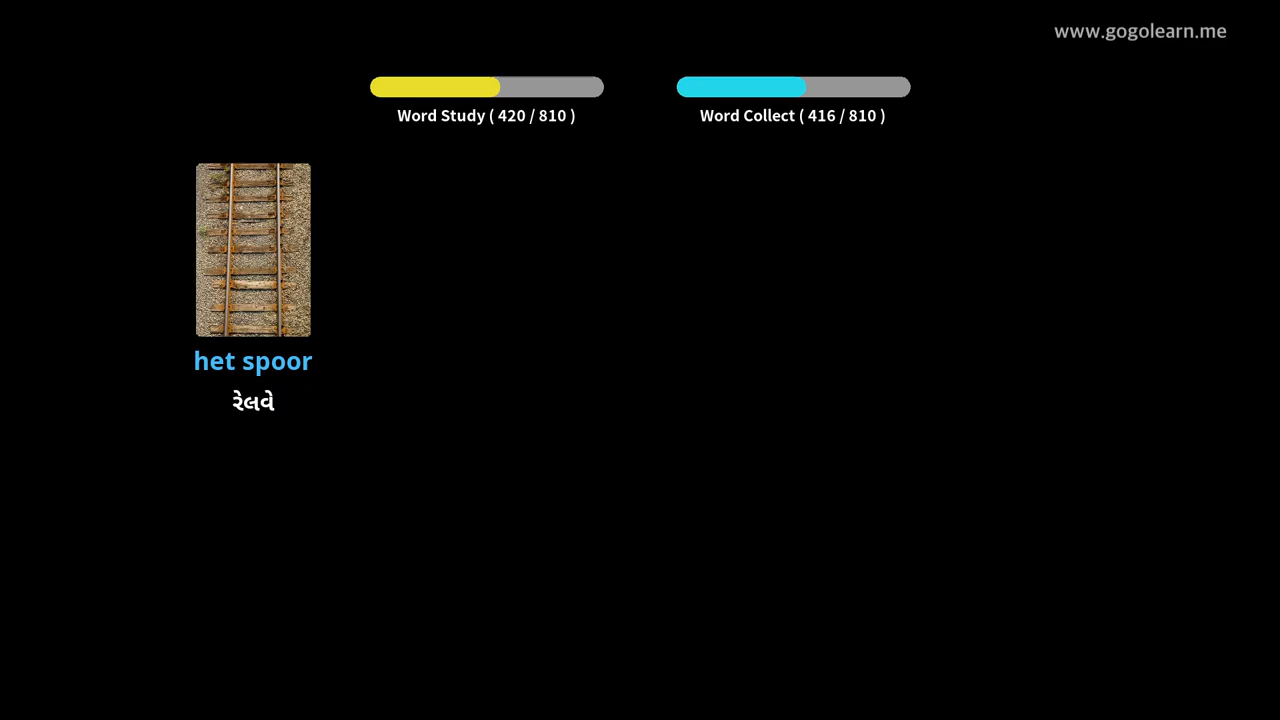 www.gogolearn.me
Word Study ( 420 / 810 )
Word Collect ( 416 / 810 )
het spoor
રેલવે